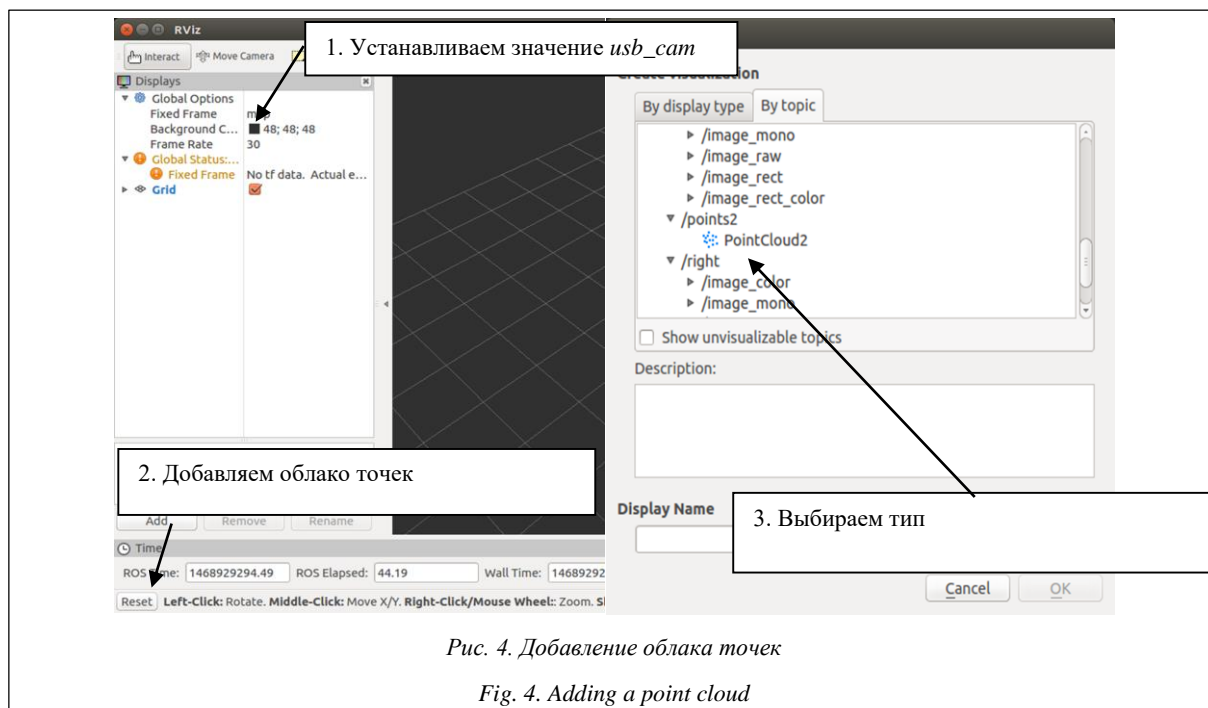 RViz
1. Устанавливаем значение usb_cam
Interact
Move Camera
Displays
Global Options
Fixed Frame
Background C... 48; 48; 48
Frame Rate 30
Global Status:...
Fixed Frame No tf data. Actual e...
Grid
2. Добавляем облако точек
Add Remove Rename
Time
ROS Time: 1468929294.49 ROS Elapsed: 44.19 Wall Time: 14689292
Reset Left-Click: Rotate. Middle-Click: Move X/Y. Right-Click/Mouse Wheel:: Zoom.
By display type By topic
/image_mono
/image_raw
/image_rect
/image_rect_color
/points2
PointCloud2
/right
/image_color
/image_mono
Show unvisualizable topics
Description:
Display Name
3. Выбираем тип
Cancel OK
Рис. 4. Добавление облака точек
Fig. 4. Adding a point cloud